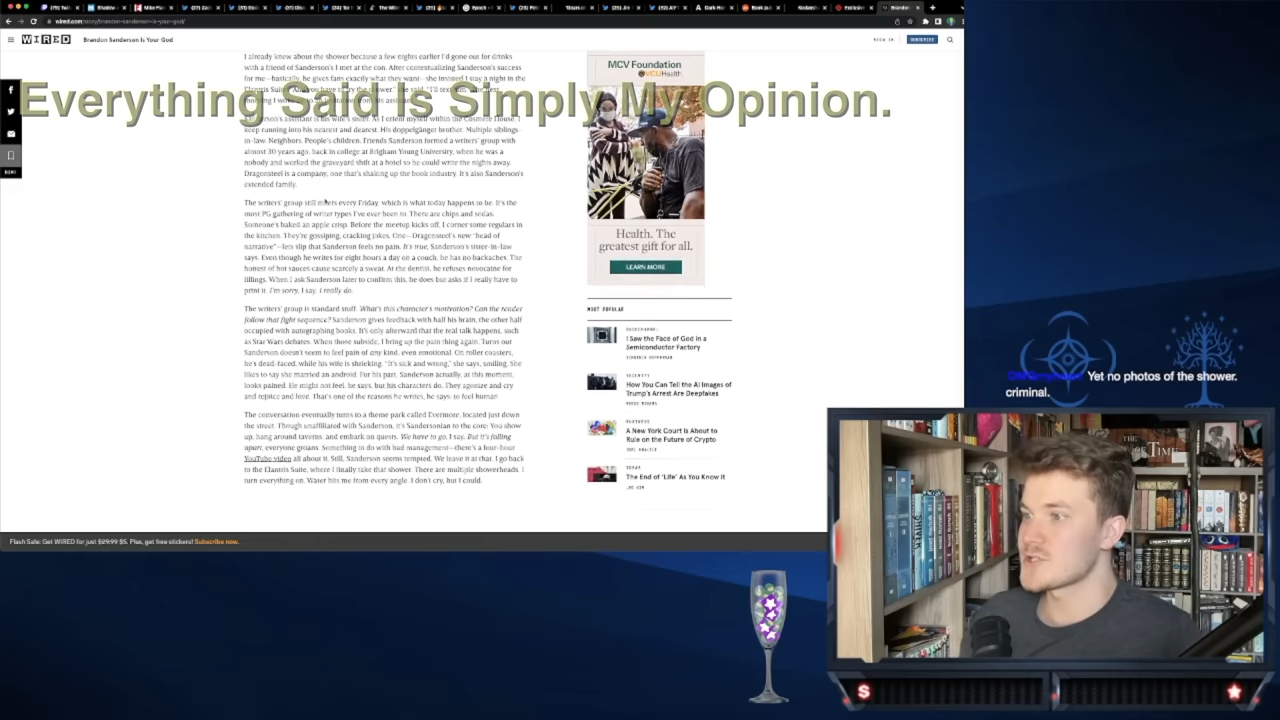 wired.com/story/brandon-sanderson-is-your-god/
WIRED
Brandon Sanderson Is Your God
SIGN IN
SUBSCRIBE
Everything Said Is Simply My Opinion.
I already knew about the shower because a few nights earlier I'd gone out for drinks
with a friend of Sanderson's I met at the con. After contextualizing Sanderson's success
for me—basically, he gives fans exactly what they want—she insisted I stay a night in the
keep running into his nearest and dearest. His doppelgänger brother. Multiple siblings-
in-law. Neighbors. People's children. Friends Sanderson formed a writers' group with
almost 30 years ago, back in college at Brigham Young University, when he was a
nobody and worked the graveyard shift at a hotel so he could write the nights away.
Dragonsteel is a company, one that's shaking up the book industry. It's also Sanderson's
extended family.
The writers' group still meets every Friday, which is what today happens to be. It's the
most PG gathering of writer types I've ever been to. There are chips and sodas.
Someone's baked an apple crisp. Before the meetup kicks off, I corner some regulars in
the kitchen. They're gossiping, cracking jokes. One—Dragonsteel's new "head of
narrative"—lets slip that Sanderson feels no pain. It's true, Sanderson's sister-in-law
says. Even though he writes for eight hours a day on a couch, he has no backaches. The
hottest of hot sauces cause scarcely a sweat. At the dentist, he refuses novocaine for
fillings. When I ask Sanderson later to confirm this, he does but asks if I really have to
print it. I'm sorry, I say. I really do.
The writers' group is standard stuff. What's this character's motivation? Can the reader
follow that fight sequence? Sanderson gives feedback with half his brain, the other half
occupied with autographing books. It's only afterward that the real talk happens, such
as Star Wars debates. When those subside, I bring up the pain thing again. Turns out
Sanderson doesn't seem to feel pain of any kind, even emotional. On roller coasters,
he's dead-faced, while his wife is shrieking. "It's sick and wrong," she says, smiling. She
likes to say she married an android. For his part, Sanderson actually, at this moment,
looks pained. He might not feel, he says, but his characters do. They agonize and cry
and rejoice and love. That's one of the reasons he writes, he says: to feel human.
The conversation eventually turns to a theme park called Evermore, located just down
the street. Though unaffiliated with Sanderson, it's Sandersonian to the core: You show
up, hang around taverns, and embark on quests. We have to go, I say. But it's falling
apart, everyone groans. Something to do with bad management—there's a four-hour
YouTube video all about it. Still, Sanderson seems tempted. We leave it at that. I go back
to the Elantris Suite, where I finally take that shower. There are multiple showerheads. I
turn everything on. Water hits me from every angle. I don't cry, but I could.
MCV Foundation
@VCUHealth.
Health. The
greatest gift for all.
LEARN MORE
MOST POPULAR
BACKCHANNEL
I Saw the Face of God in a
Semiconductor Factory
SECURITY
How You Can Tell the AI Images of
Trump's Arrest Are Deepfakes
BUSINESS
A New York Court Is About to
Rule on the Future of Crypto
The End of 'Life' As You Know It
Flash Sale: Get WIRED for just $29.99 $5. Plus, get free stickers! Subscribe now.
Yet no photos of the shower.
criminal.
THE
OF TIME
S